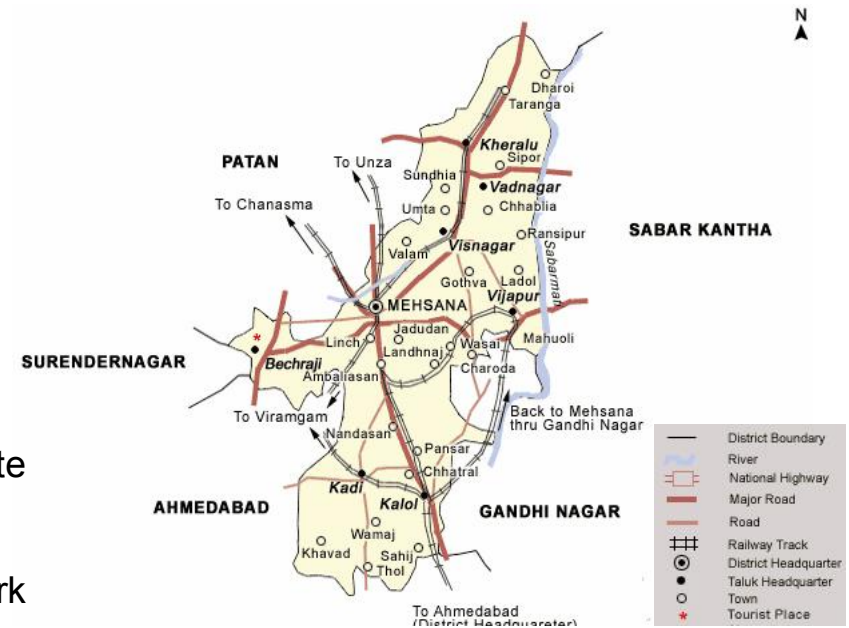 N
Dharoi
Taranga
Kheralu
PATAN
Sipor
To Unza
Sundhia
Vadnagar
To Chanasma
Umta
Chhablia
Ransipur
SABAR KANTHA
Visnagar
Valam
Sabarmati
Gothva
Ladol
Vijapur
MEHSANA
Jadudan
Linch
Wasai
Mahuoli
SURENDERNAGAR
Bechraji
Landhnaj
Charoda
Ambaliasan
To Viramgam
Back to Mehsana
thru Gandhi Nagar
Nandasan
Pansar
te
Chhatral
Kadi
AHMEDABAD
Kalol
GANDHI NAGAR
Wamaj
Khavad
Sahij
Thol
rk
To Ahmedabad
(District Headquareter)
District Boundary
River
National Highway
Major Road
Road
Railway Track
District Headquarter
Taluk Headquarter
Town
Tourist Place